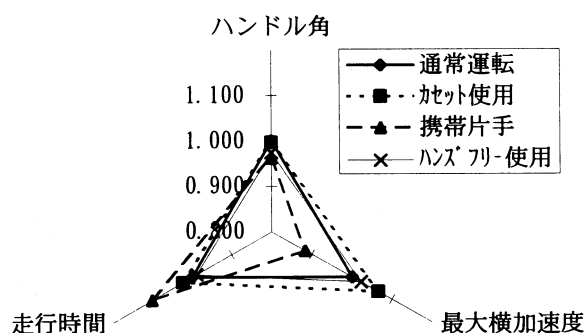 ハンドル角
通常運転
ｶｾｯﾄ使用
携帯片手
ﾊﾝｽﾞﾌﾘｰ使用
1.100
1.000
0.900
走行時間
最大横加速度